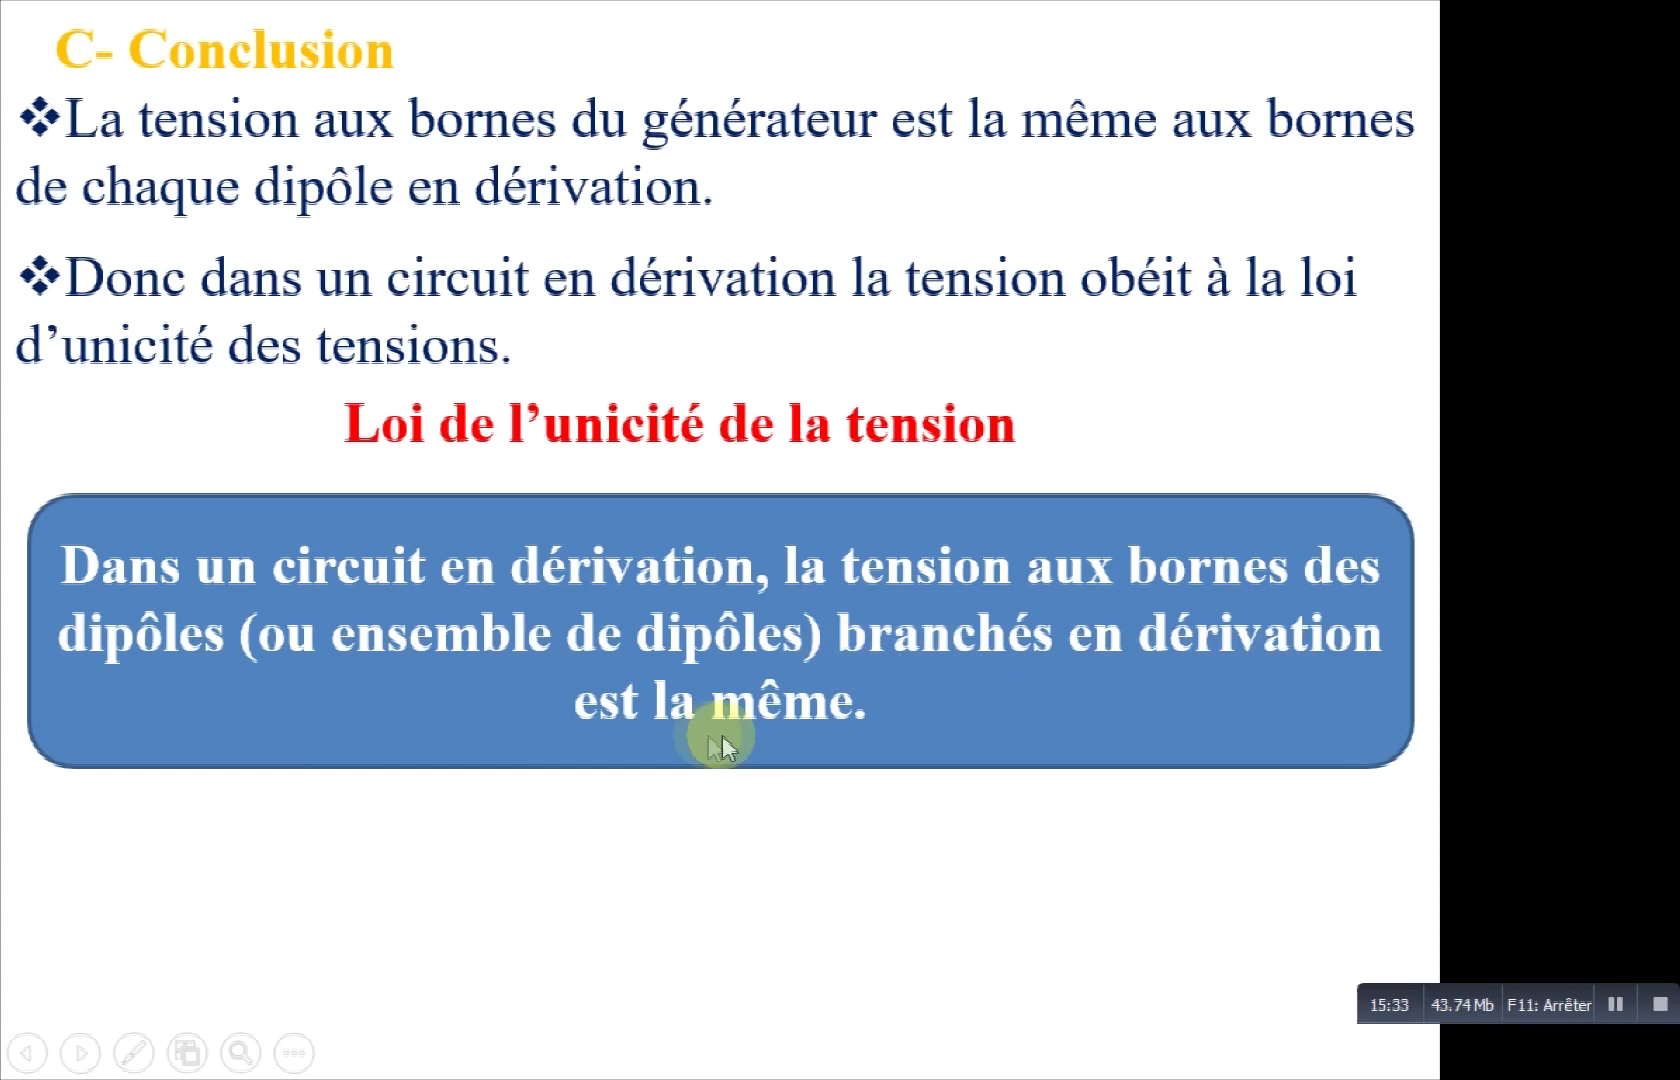 C- Conclusion
❖La tension aux bornes du générateur est la même aux bornes
de chaque dipôle en dérivation.
❖Donc dans un circuit en dérivation la tension obéit à la loi
d’unicité des tensions.
Loi de l’unicité de la tension
Dans un circuit en dérivation, la tension aux bornes des
dipôles (ou ensemble de dipôles) branchés en dérivation
est la même.
15:33 43.74 Mb F11: Arrêter